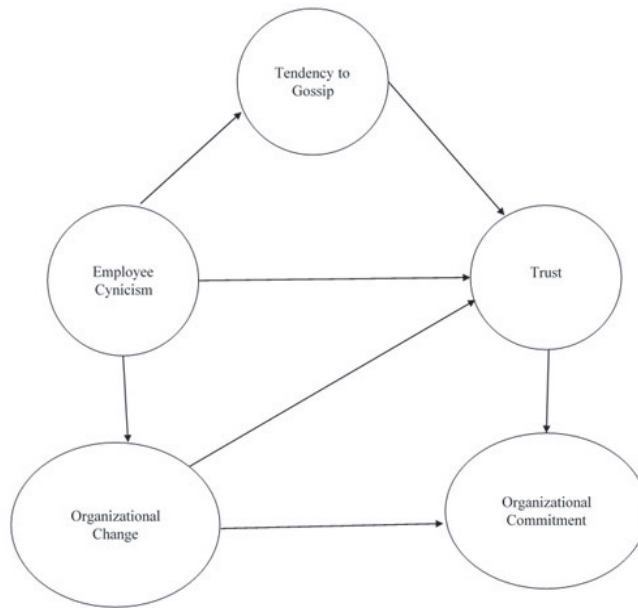 Tendency to
Gossip
Employee
Cynicism
Trust
Organizational
Change
Organizational
Commitment